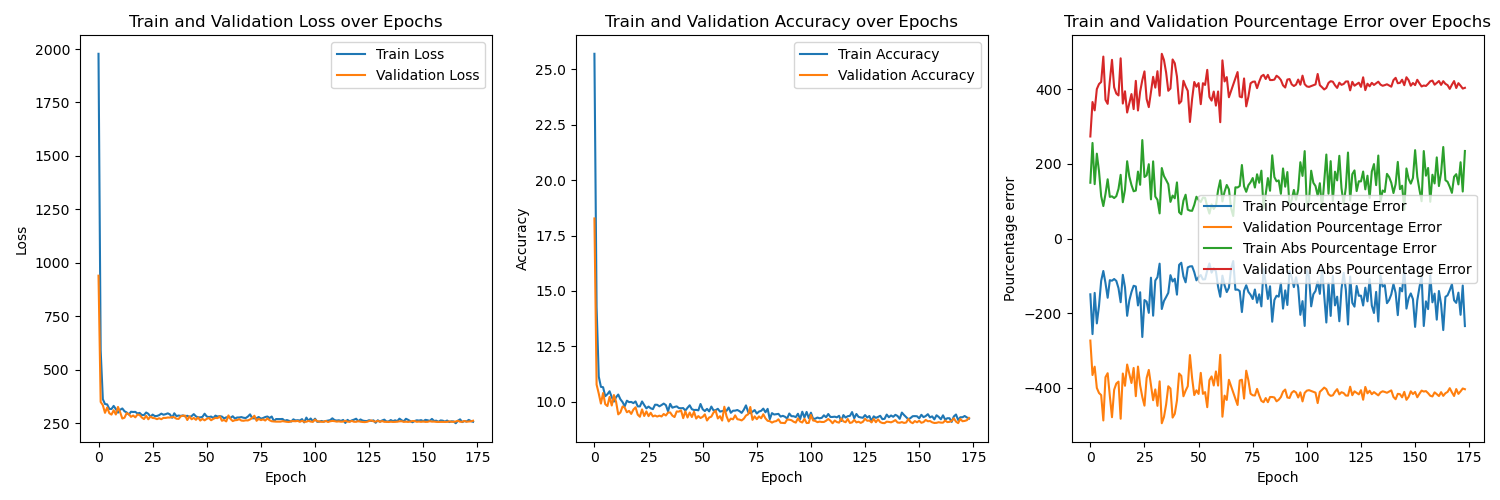 Train and Validation Loss over Epochs
Loss
2000
1750
1500
1250
1000
750
500
250
0
25
50
75
100
125
150
175
Epoch
Train Loss
Validation Loss
Train and Validation Accuracy over Epochs
Accuracy
25.0
22.5
20.0
17.5
15.0
12.5
10.0
0
25
50
75
100
125
150
175
Epoch
Train Accuracy
Validation Accuracy
Train and Validation Pourcentage Error over Epochs
Pourcentage error
400
200
0
−200
−400
0
25
50
75
100
125
150
175
Epoch
Train Pourcentage Error
Validation Pourcentage Error
Train Abs Pourcentage Error
Validation Abs Pourcentage Error